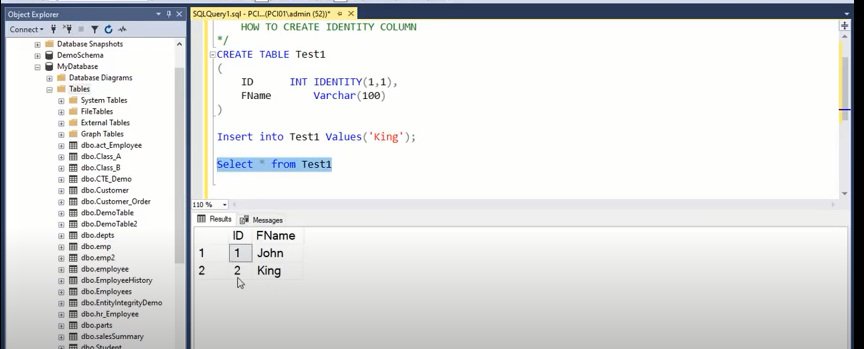 Object Explorer
Connect
Database Snapshots
DemoSchema
MyDatabase
Database Diagrams
Tables
System Tables
FileTables
External Tables
Graph Tables
dbo.act_Employee
dbo.Class_A
dbo.Class_B
dbo.CTE_Demo
dbo.Customer
dbo.Customer_Order
dbo.DemoTable
dbo.DemoTable2
dbo.depts
dbo.emp
dbo.emp2
dbo.employee
dbo.EmployeeHistory
dbo.Employees
dbo.EntityIntegrityDemo
dbo.hr_Employee
dbo.parts
dbo.salesSummary
dbo.Student
SQLQuery1.sql - PCI...(PCI01\admin (52))*
HOW TO CREATE IDENTITY COLUMN
*/
CREATE TABLE Test1
(
ID INT IDENTITY(1,1),
FName Varchar(100)
)
Insert into Test1 Values('King');
Select * from Test1
110 %
Results Messages
ID FName
1 1 John
2 2 King